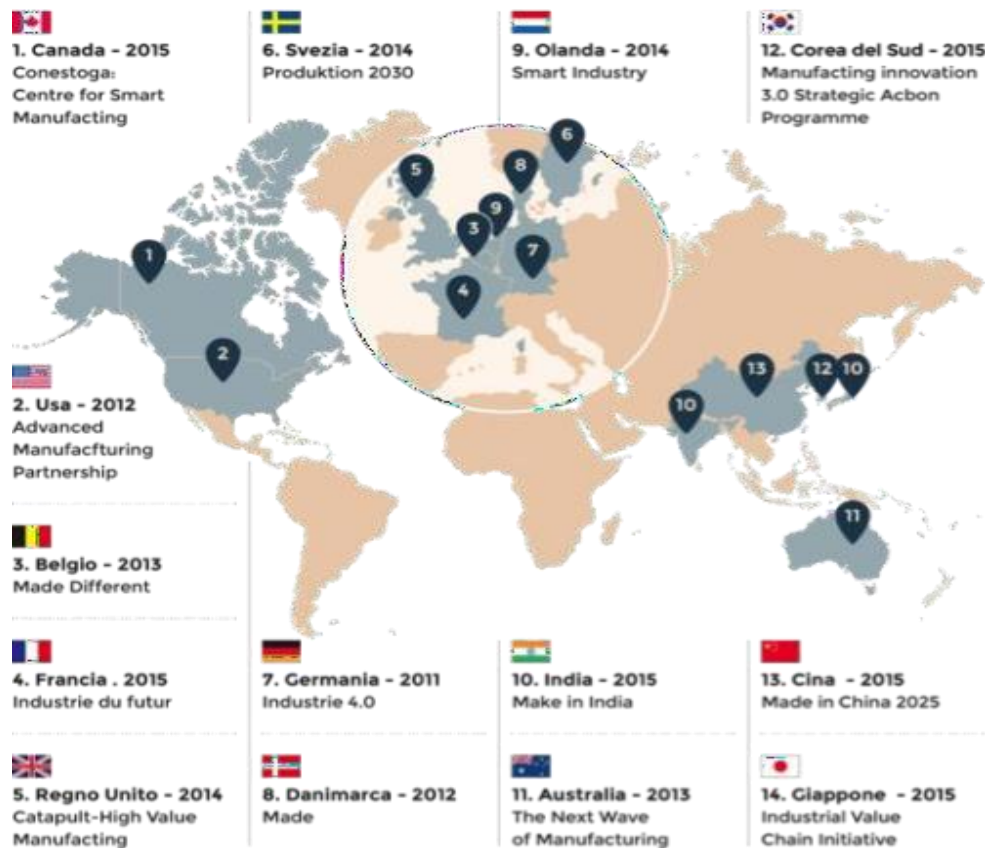 1. Canada - 2015
Conestoga:
Centre for Smart
Manufacting
6. Svezia - 2014
Produktion 2030
9. Olanda - 2014
Smart Industry
12. Corea del Sud - 2015
Manufacting innovation
3.0 Strategic Acbon
Programme
6
5
8
9
3
7
1
4
2
13
12
10
10
11
2. Usa - 2012
Advanced
Manufacfturing
Partnership
3. Belgio - 2013
Made Different
4. Francia . 2015
Industrie du futur
7. Germania - 2011
Industrie 4.0
10. India - 2015
Make in India
13. Cina - 2015
Made in China 2025
5. Regno Unito - 2014
Catapult-High Value
Manufacting
8. Danimarca - 2012
Made
11. Australia - 2013
The Next Wave
of Manufacturing
14. Giappone - 2015
Industrial Value
Chain Initiative